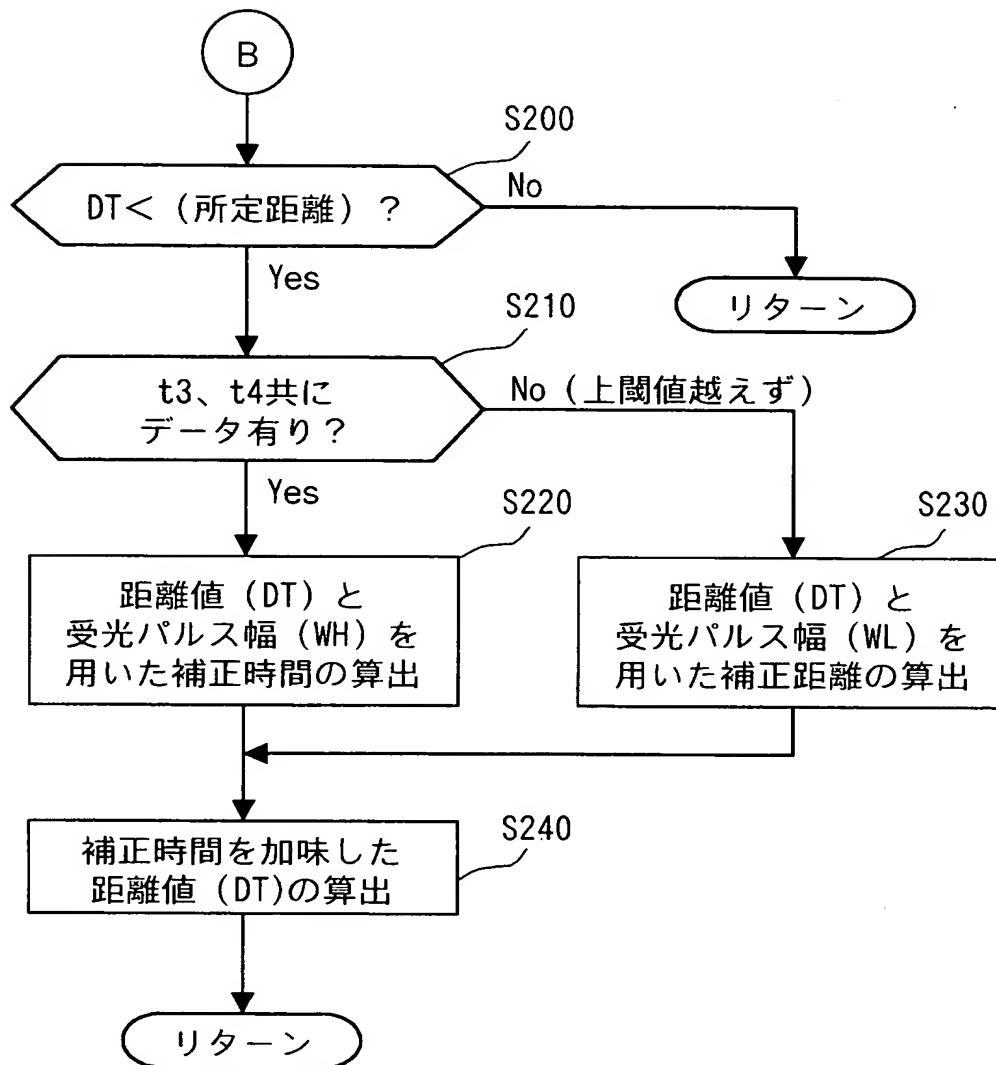 B
S200
DT<（所定距離）？
No
Yes
リターン
S210
t3、t4共に
データ有り？
No（上閾値越えず）
Yes
S220
距離値（DT）と
受光パルス幅（WH）を
用いた補正時間の算出
S230
距離値（DT）と
受光パルス幅（WL）を
用いた補正距離の算出
S240
補正時間を加味した
距離値（DT)の算出
リターン